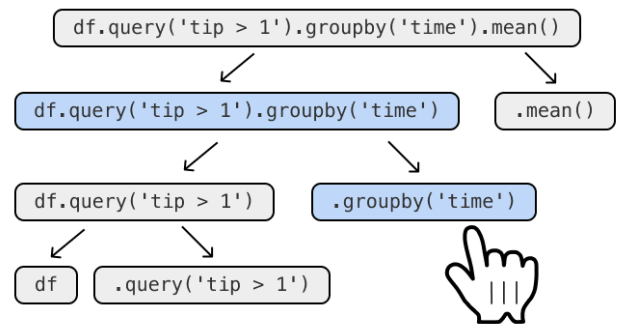 df.query('tip > 1').groupby('time').mean()
df.query('tip > 1').groupby('time')
.mean()
df.query('tip > 1')
.groupby('time')
df
.query('tip > 1')